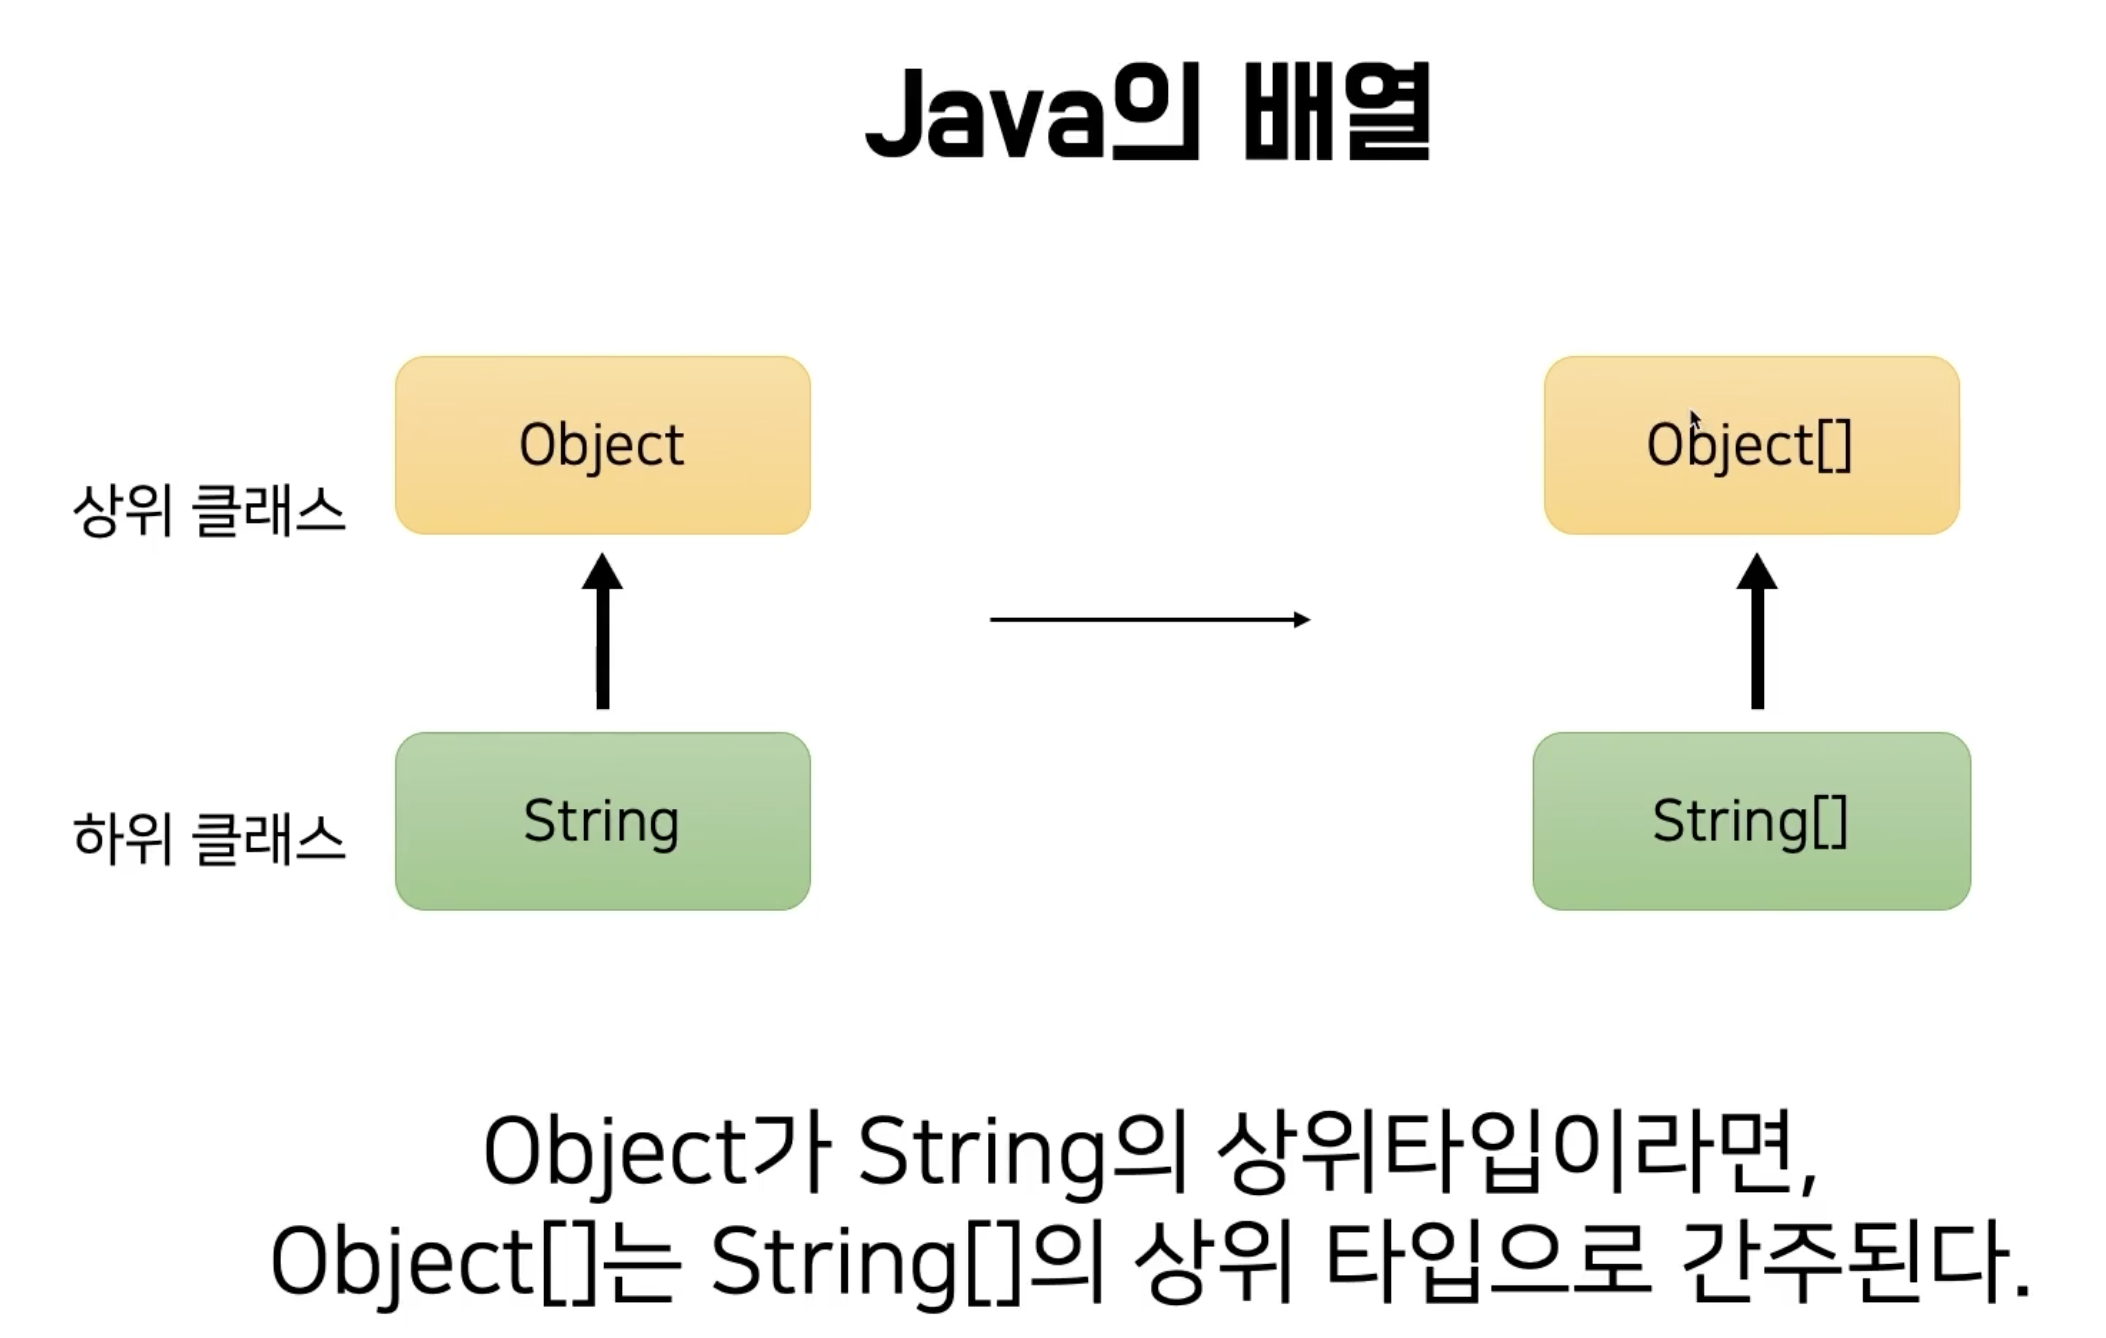 Java의 배열
Object
Object[]
상위 클래스
하위 클래스
String
String[]
Object가 String의 상위타입이라면,
Object[]는 String[]의 상위 타입으로 간주된다.